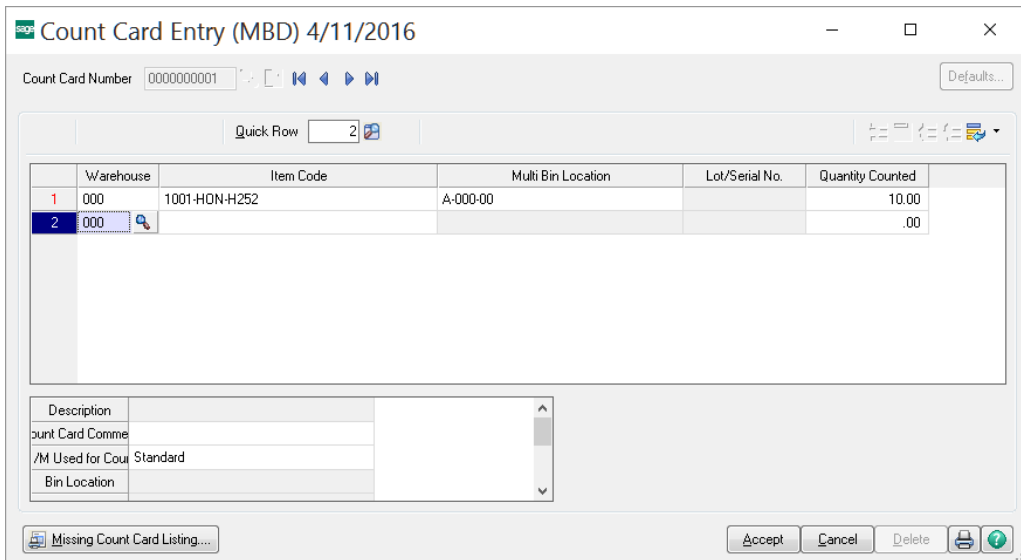 sage Count Card Entry (MBD) 4/11/2016
Count Card Number 0000000001 Defaults...
Quick Row 2
Warehouse Item Code Multi Bin Location Lot/Serial No. Quantity Counted
1 000 1001-HON-H252 A-000-00 10.00
2 000 .00
Description
ount Card Comme
/M Used for Cou Standard
Bin Location
Missing Count Card Listing.... Accept Cancel Delete